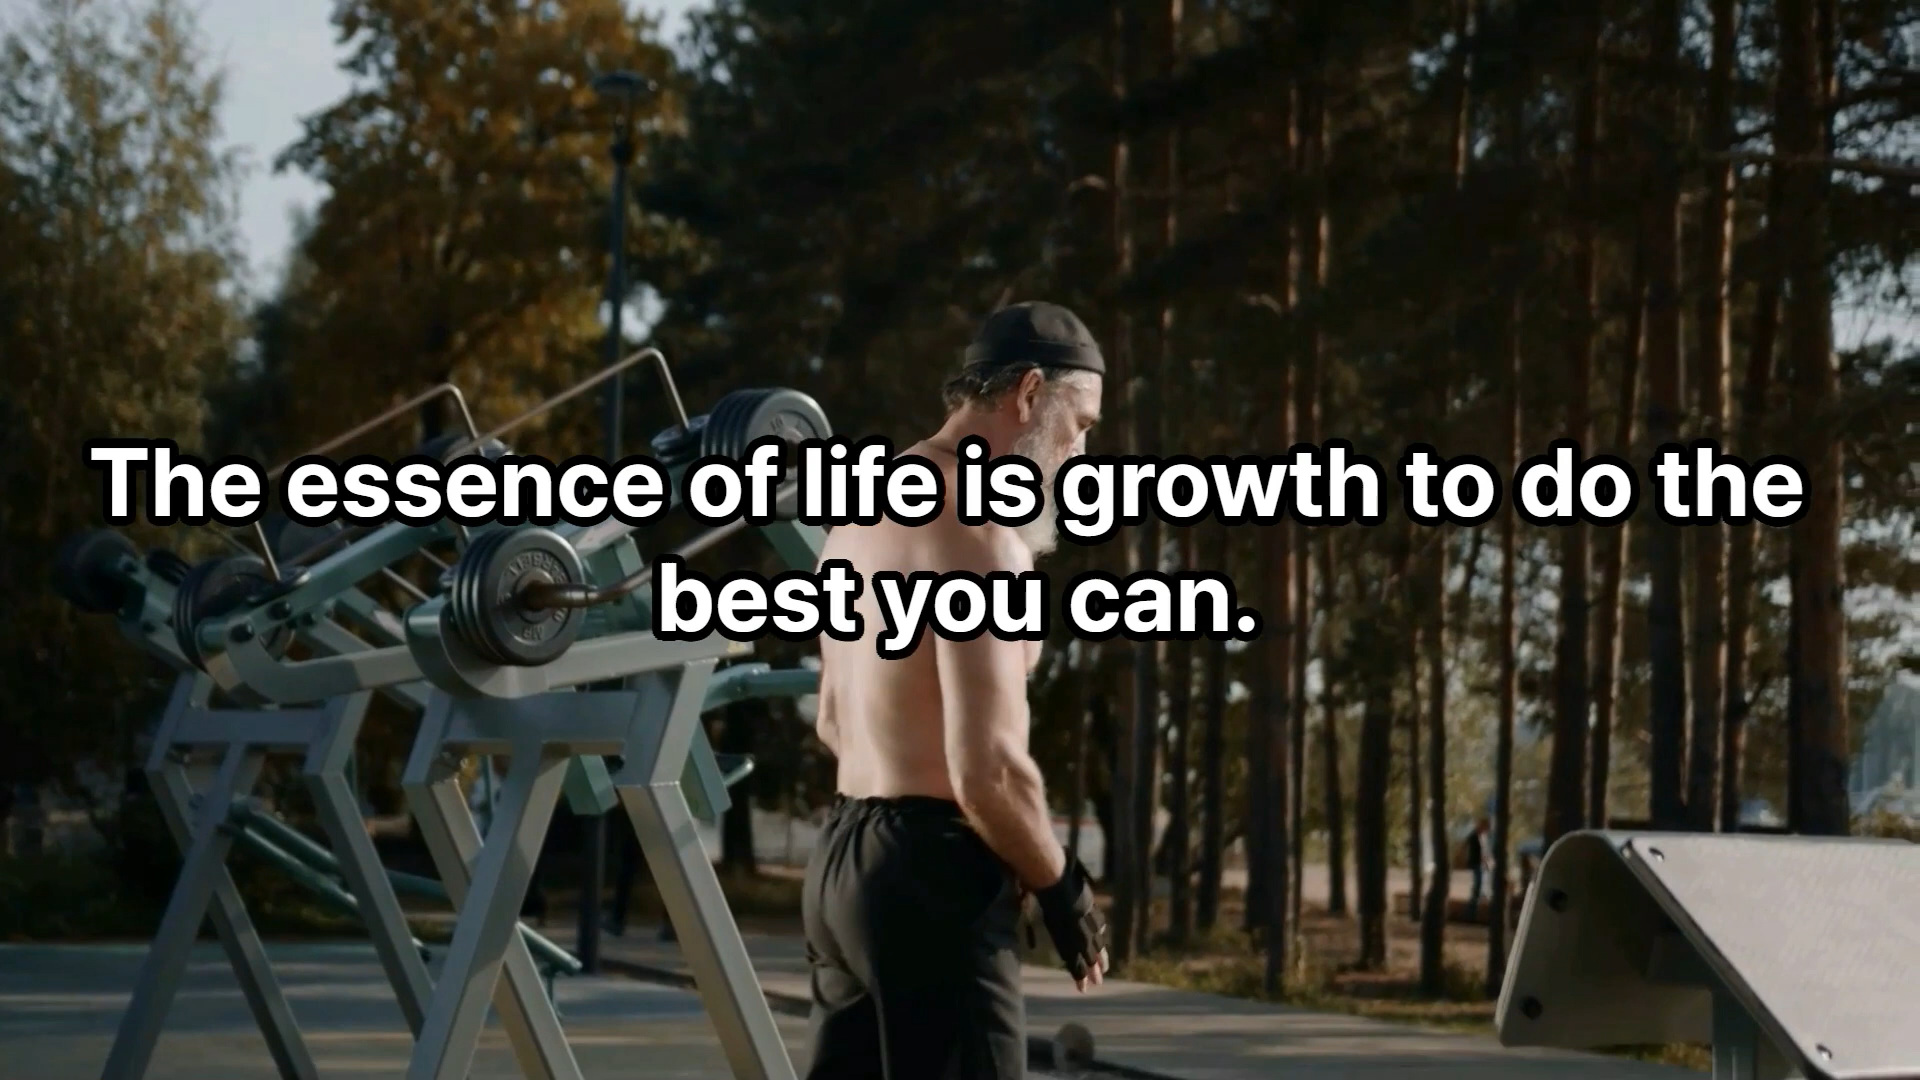 The essence of life is growth to do the
best you can.